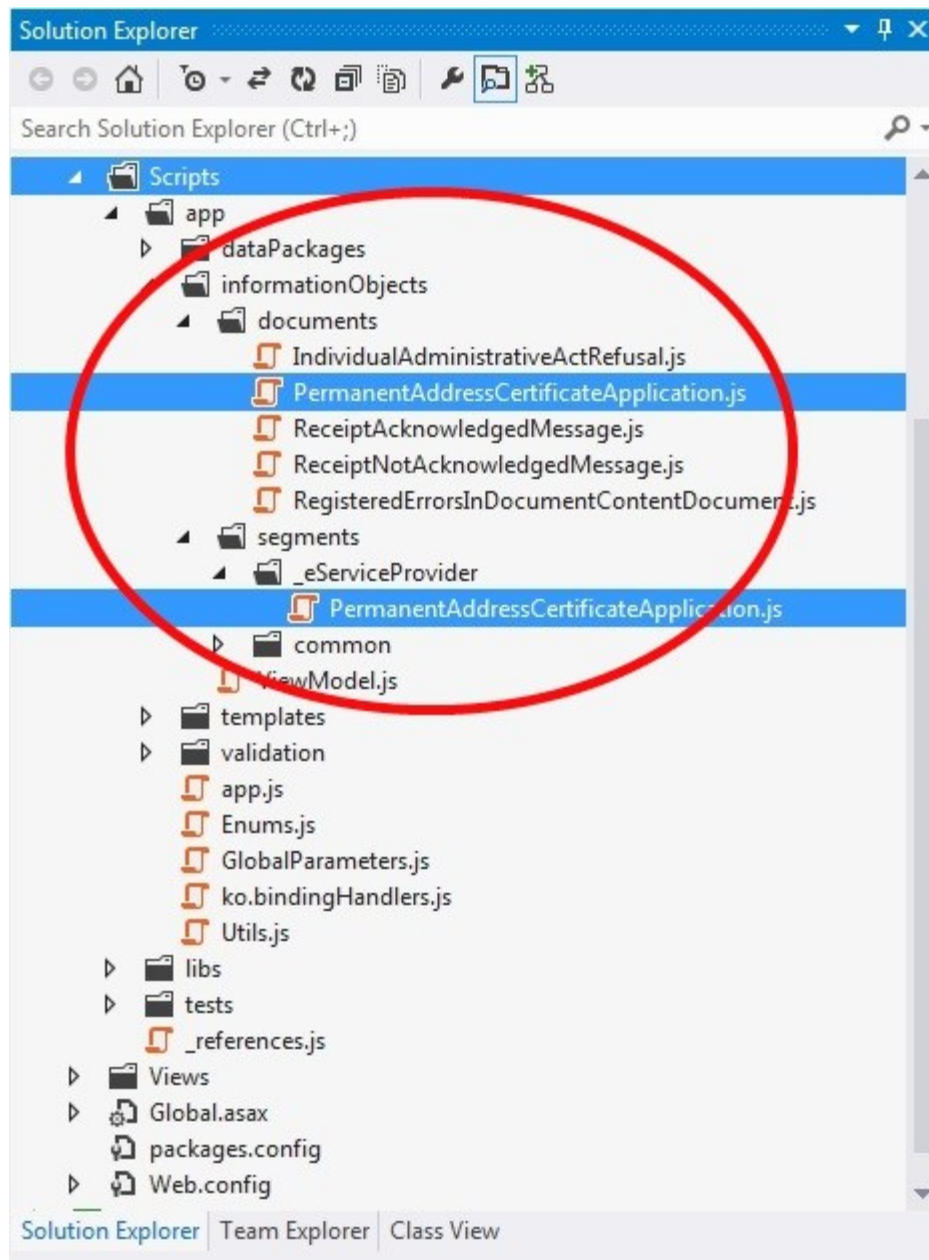 Solution Explorer
Search Solution Explorer (Ctrl+;)
Scripts
app
dataPackages
informationObjects
documents
IndividualAdministrativeActRefusal.js
PermanentAddressCertificateApplication.js
ReceiptAcknowledgedMessage.js
ReceiptNotAcknowledgedMessage.js
RegisteredErrorsInDocumentContentDocument.js
segments
_eServiceProvider
PermanentAddressCertificateApplication.js
common
ViewModel.js
templates
validation
app.js
Enums.js
GlobalParameters.js
ko.bindingHandlers.js
Utils.js
libs
tests
_references.js
Views
Global.asax
packages.config
Web.config
Solution Explorer Team Explorer Class View